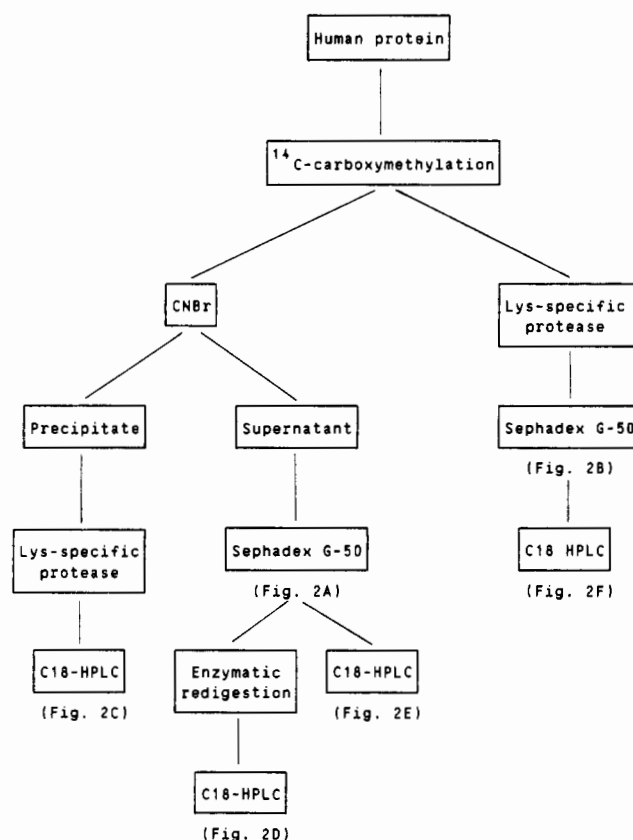 Human protein
14C-carboxymethylation
CNBr
Lys-specific
protease
Precipitate
Supernatant
Sephadex G-50
(Fig. 2B)
Lys-specific
protease
Sephadex G-50
(Fig. 2A)
C18 HPLC
(Fig. 2F)
C18-HPLC
(Fig. 2C)
Enzymatic
redigestion
C18-HPLC
(Fig. 2E)
C18-HPLC
(Fig. 2D)